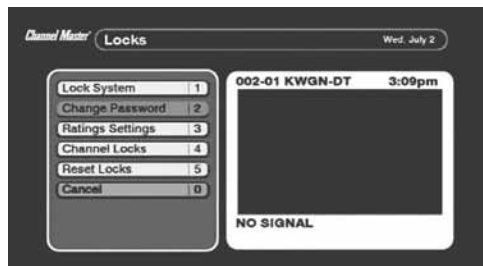 Channel Master Locks Wed. July 2
Lock System 1
Change Password 2
Ratings Settings 3
Channel Locks 4
Reset Locks 5
Cancel 0
002-01 KWGN-DT 3:09pm
NO SIGNAL